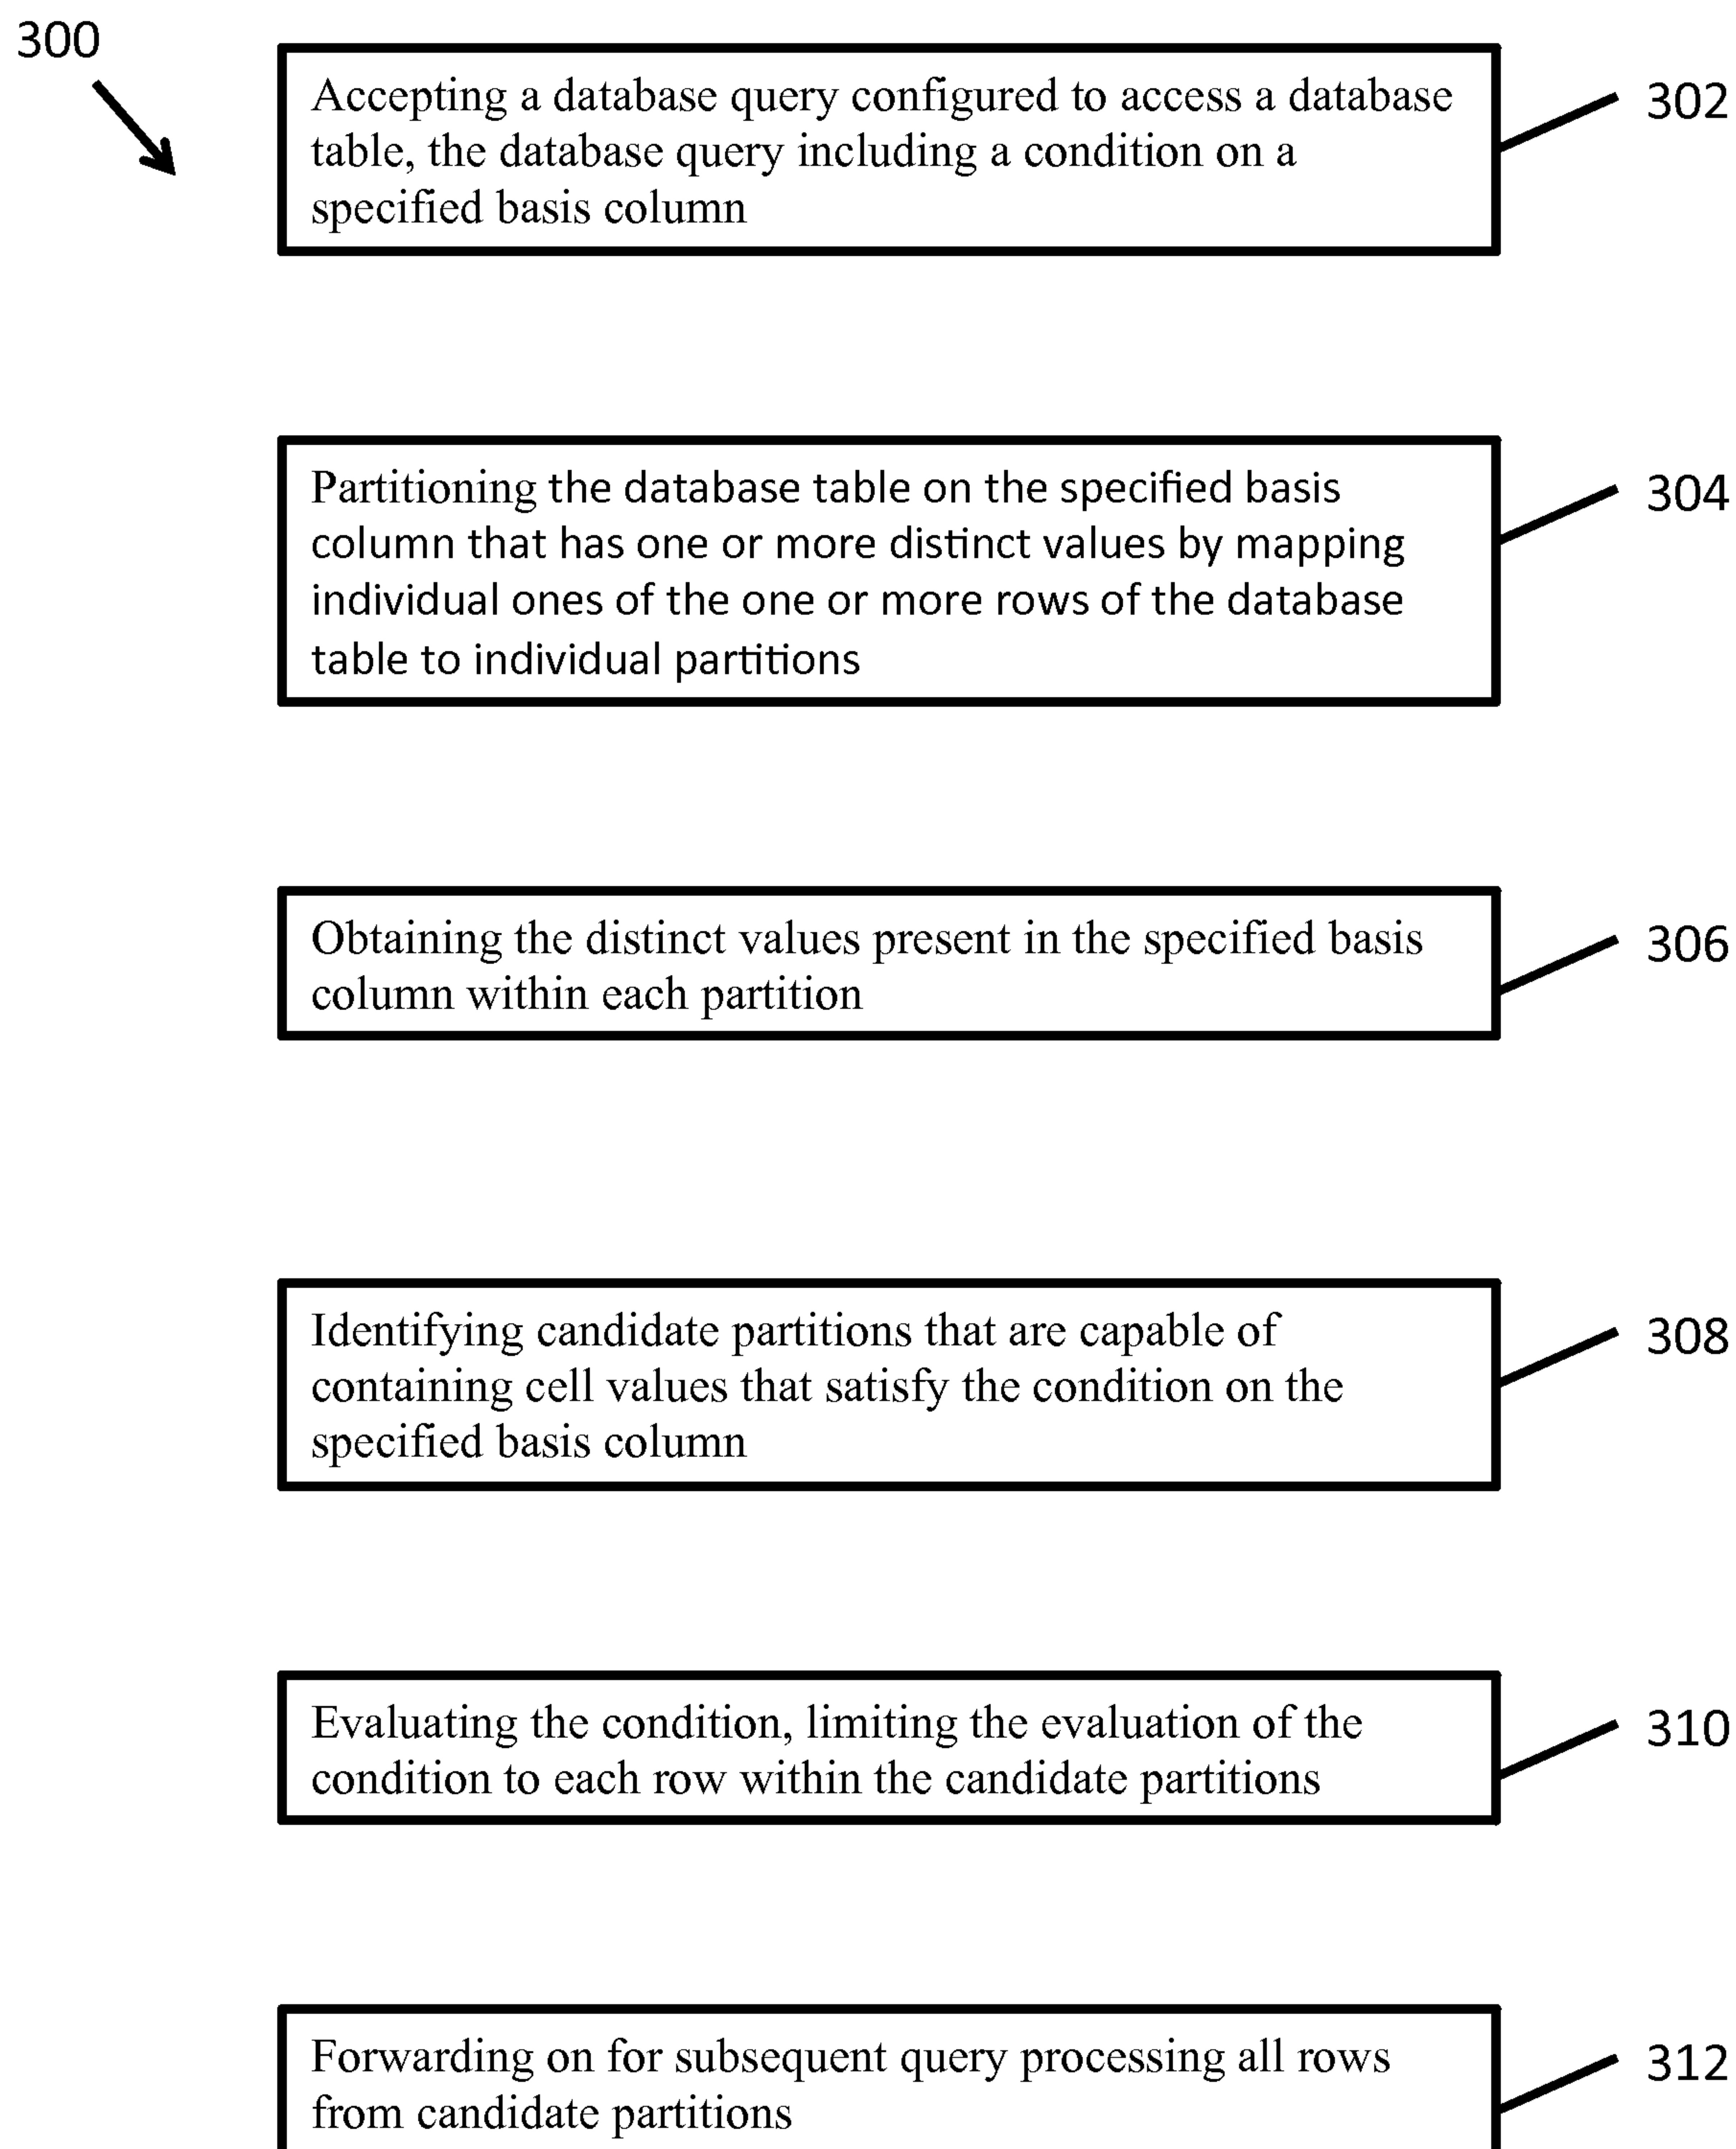 300
Accepting a database query configured to access a database
table, the database query including a condition on a
specified basis column
302
Partitioning the database table on the specified basis
column that has one or more distinct values by mapping
individual ones of the one or more rows of the database
table to individual partitions
304
Obtaining the distinct values present in the specified basis
column within each partition
306
Identifying candidate partitions that are capable of
containing cell values that satisfy the condition on the
specified basis column
308
Evaluating the condition, limiting the evaluation of the
condition to each row within the candidate partitions
310
Forwarding on for subsequent query processing all rows
from candidate partitions
312